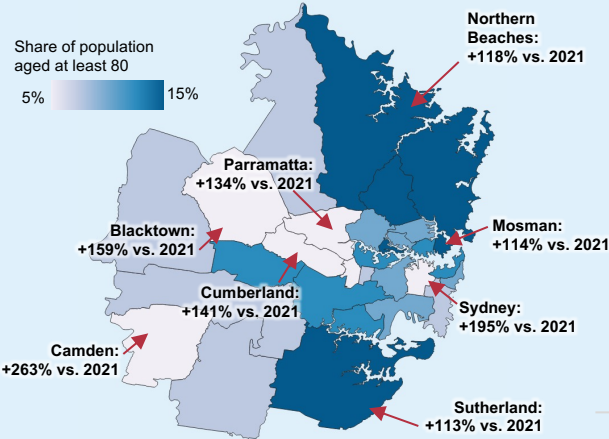 Northern
Beaches:
+118% vs. 2021
Share of population
aged at least 80
5%
15%
Parramatta:
+134% vs. 2021
Blacktown:
+159% vs. 2021
Mosman:
+114% vs. 2021
Cumberland:
+141% vs. 2021
Sydney:
+195% vs. 2021
Camden:
+263% vs. 2021
Sutherland:
+113% vs. 2021